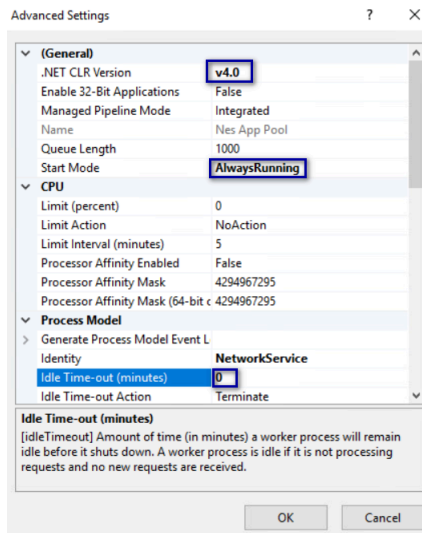 Advanced Settings ? ×
(General)
.NET CLR Version v4.0
Enable 32-Bit Applications False
Managed Pipeline Mode Integrated
Name Nes App Pool
Queue Length 1000
Start Mode AlwaysRunning
CPU
Limit (percent) 0
Limit Action NoAction
Limit Interval (minutes) 5
Processor Affinity Enabled False
Processor Affinity Mask 4294967295
Processor Affinity Mask (64-bit o 4294967295
Process Model
Generate Process Model Event L
Identity NetworkService
Idle Time-out (minutes) 0
Idle Time-out Action Terminate
Idle Time-out (minutes)
[idleTimeout] Amount of time (in minutes) a worker process will remain
idle before it shuts down. A worker process is idle if it is not processing
requests and no new requests are received.
OK Cancel